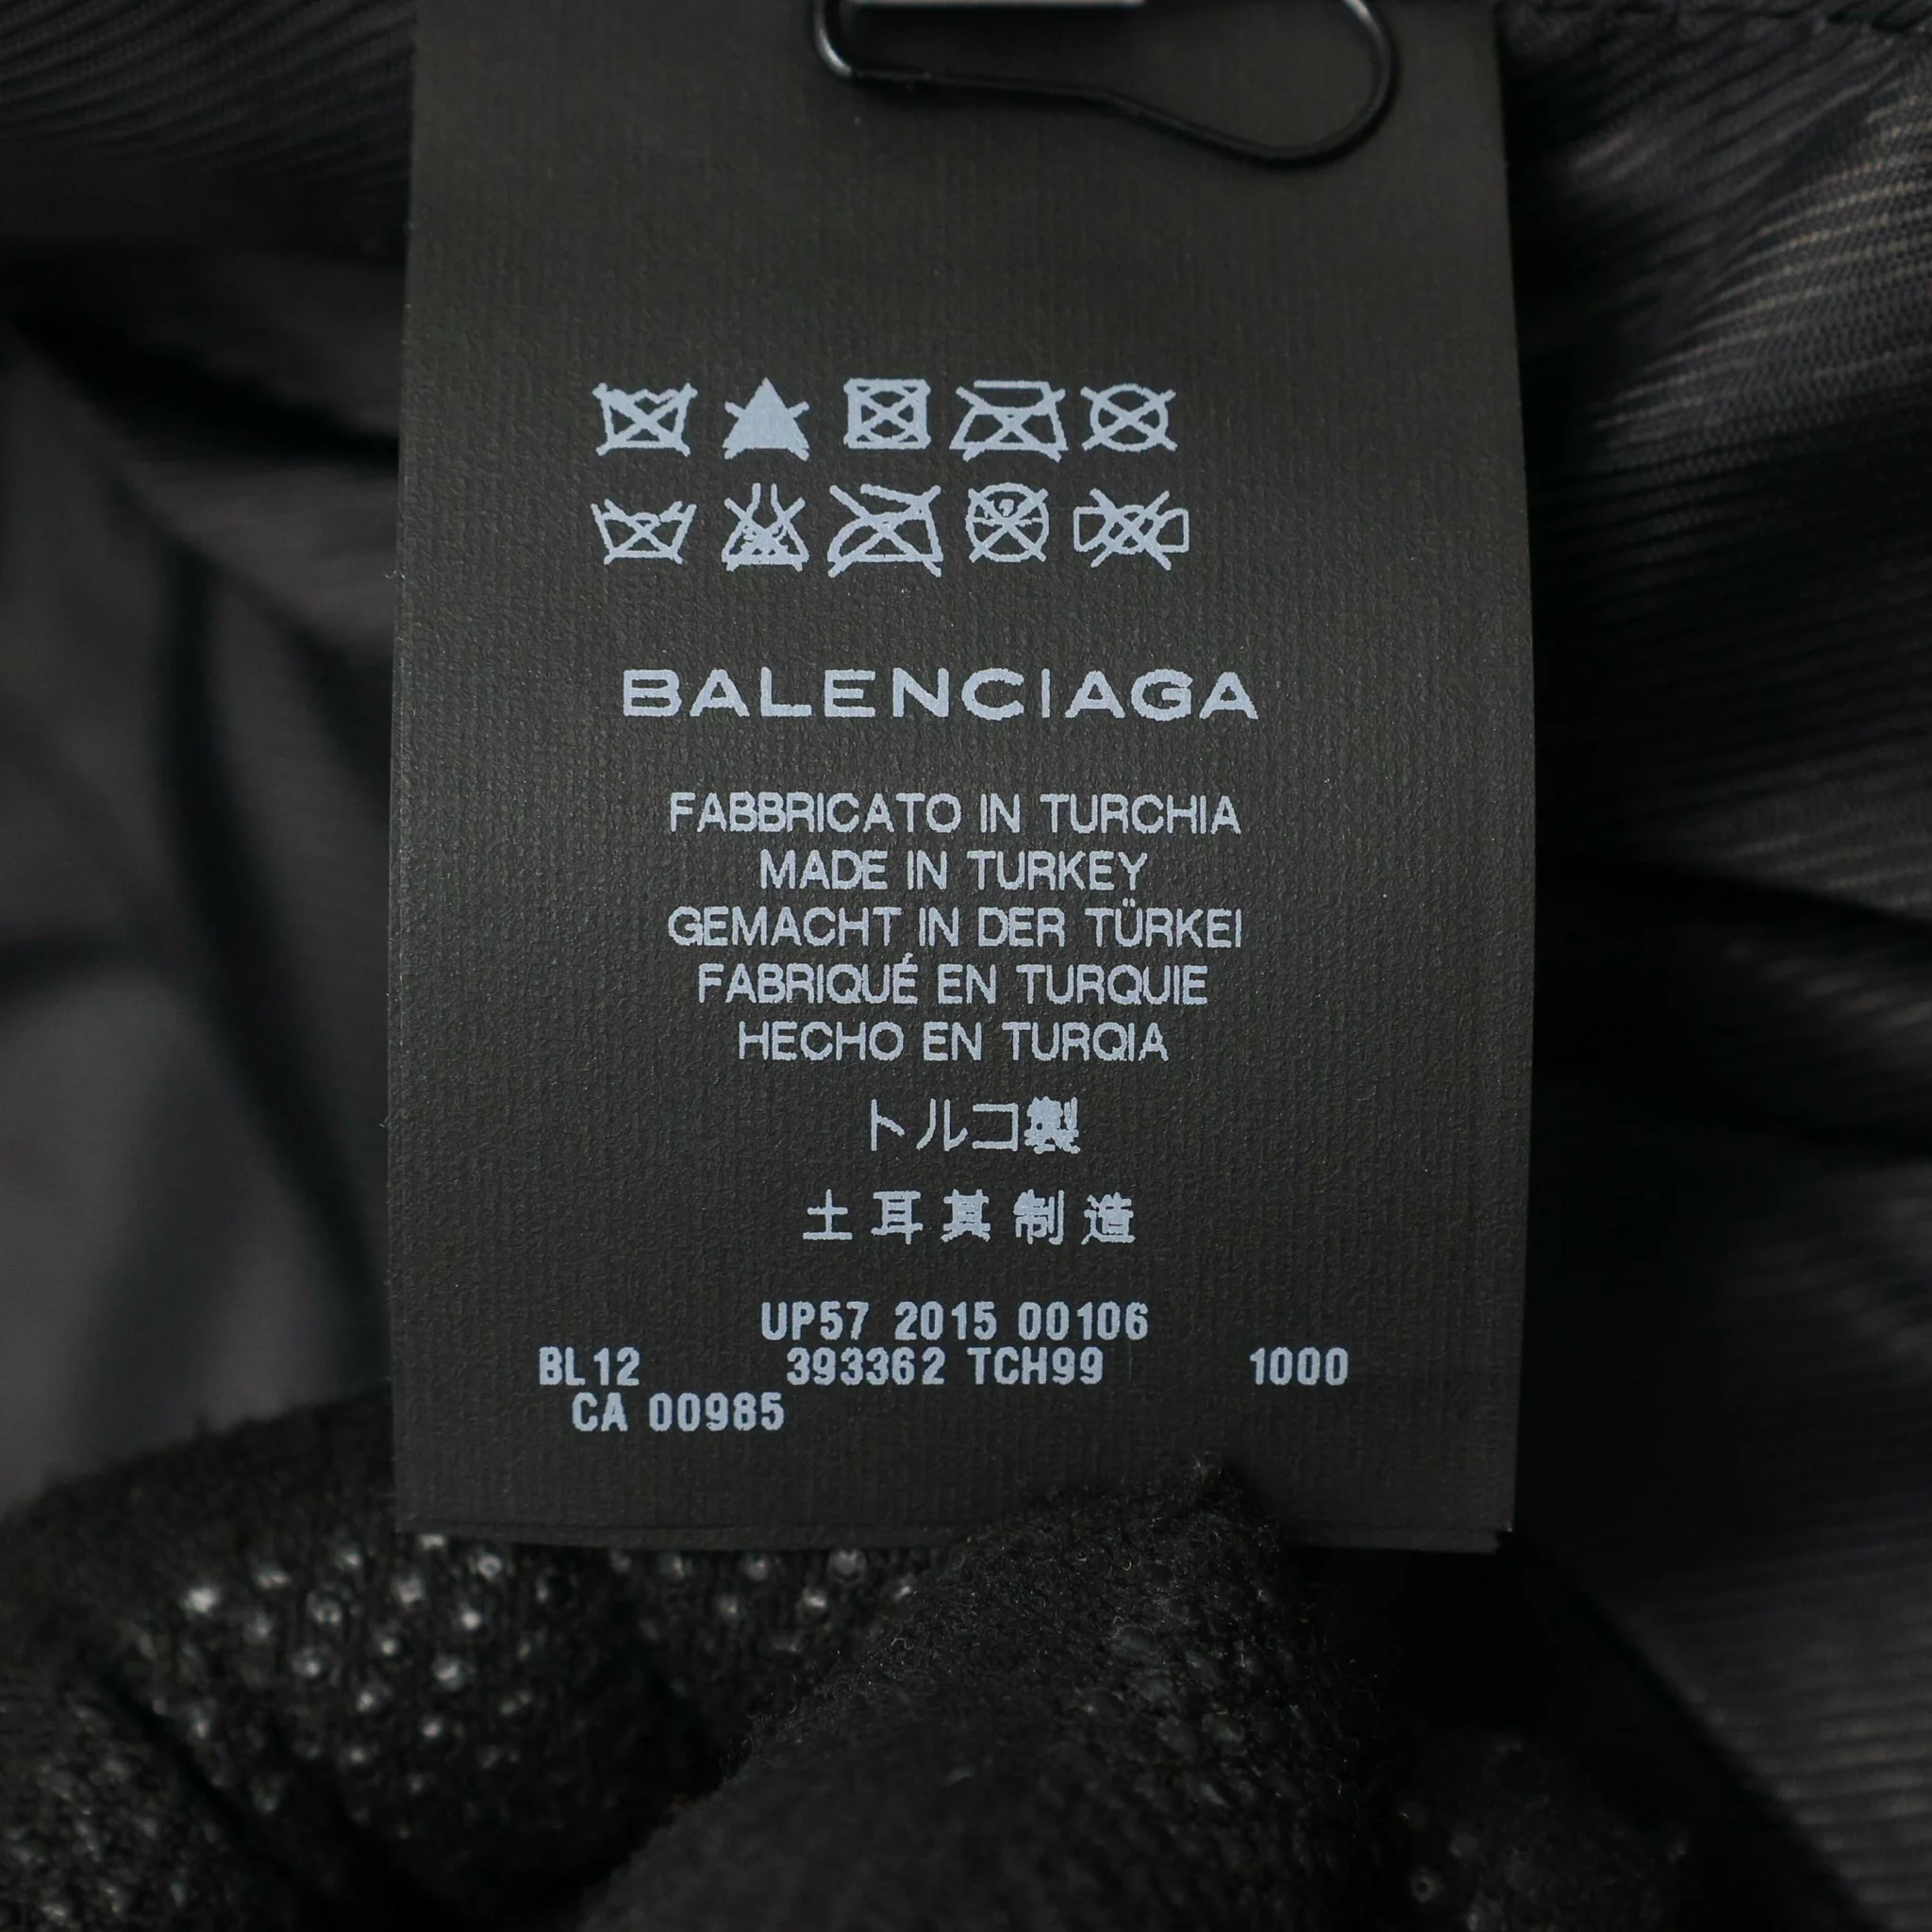 BALENCIAGA
FABBRICATO IN TURCHIA
MADE IN TURKEY
GEMACHT IN DER TÜRKEI
FABRIQUÉ EN TURQUIE
HECHO EN TURQIA
トルコ製
土耳其制造
UP57 2015 00106
BL12 393362 TCH99 1000
CA 00985